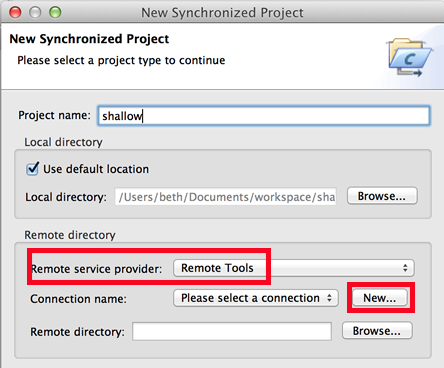 New Synchronized Project
New Synchronized Project
Please select a project type to continue
C
Project name: shallow
Local directory
Use default location
Local directory: /Users/beth/Documents/workspace/sha Browse...
Remote directory
Remote service provider: Remote Tools
Connection name: Please select a connection New...
Remote directory: Browse...